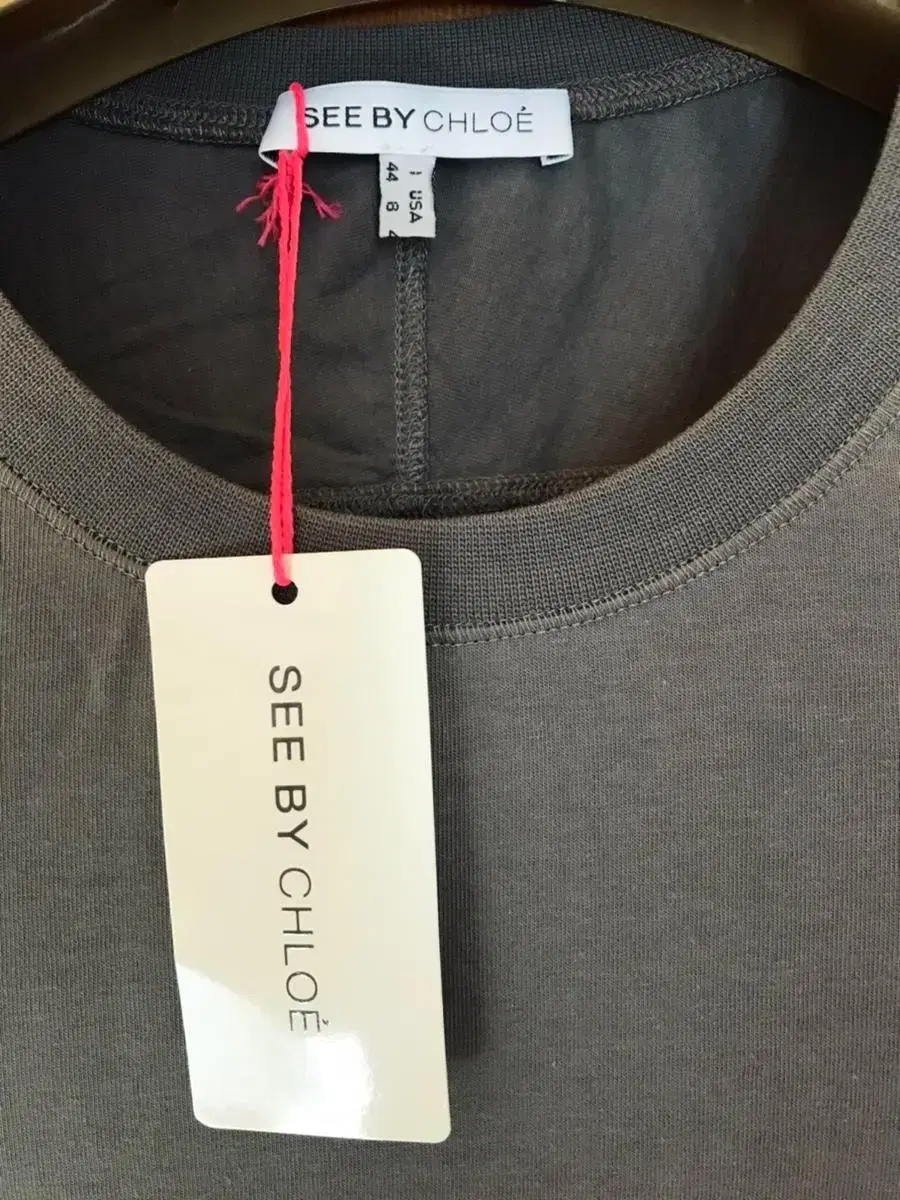 SEE BY CHLOÉ
I USA
44 8
SEE BY CHLOÉ